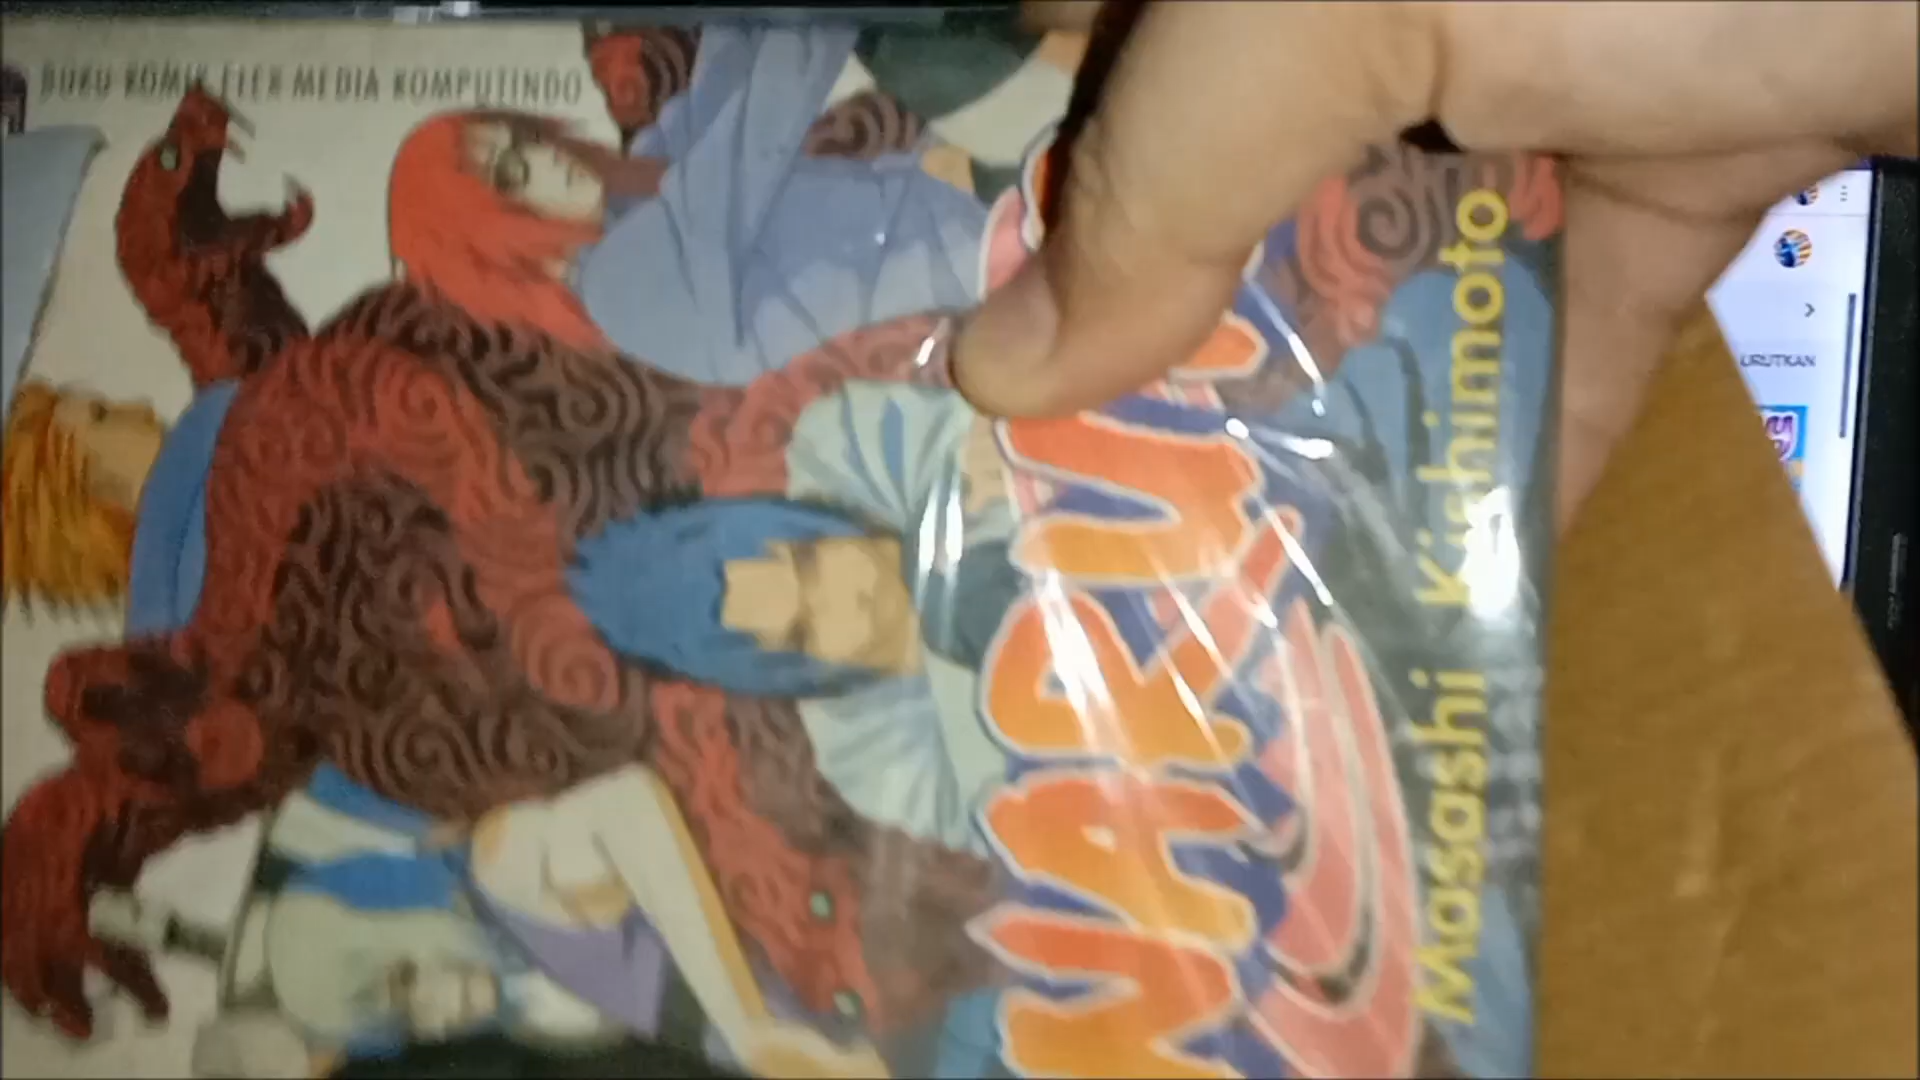 BUKU KOMIK ELEX MEDIA KOMPUTINDO
NARUTO
Masashi Kishimoto
URUTKAN